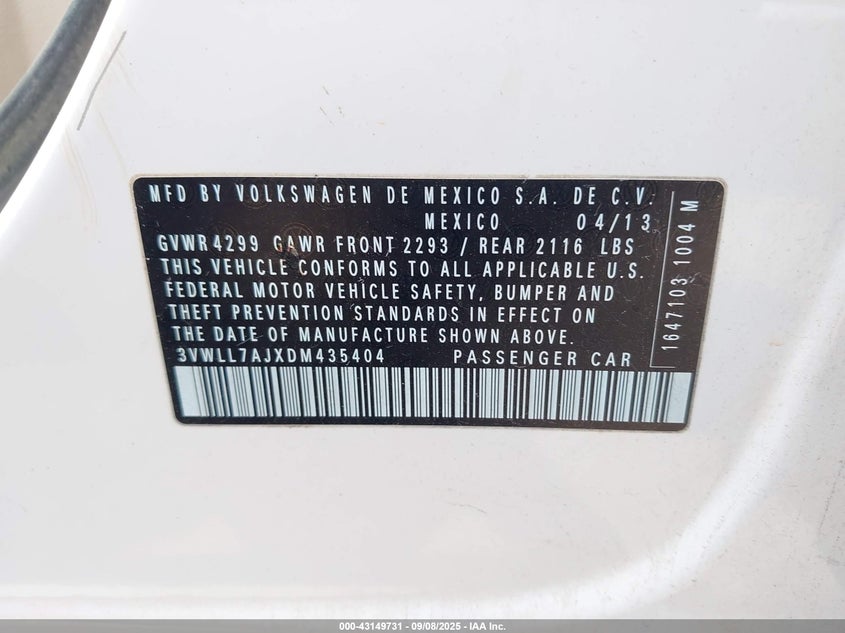 MFD BY VOLKSWAGEN DE MEXICO S.A. DE C.V.
MEXICO 04/13
GVWR 4299 GAWR FRONT 2293 / REAR 2116 LBS
THIS VEHICLE CONFORMS TO ALL APPLICABLE U.S.
FEDERAL MOTOR VEHICLE SAFETY, BUMPER AND
THEFT PREVENTION STANDARDS IN EFFECT ON
THE DATE OF MANUFACTURE SHOWN ABOVE.
3VWLL7AJXDM435404 PASSENGER CAR
1647103 1004 M
000-43149731 | 09/08/2025 | IAA Inc.